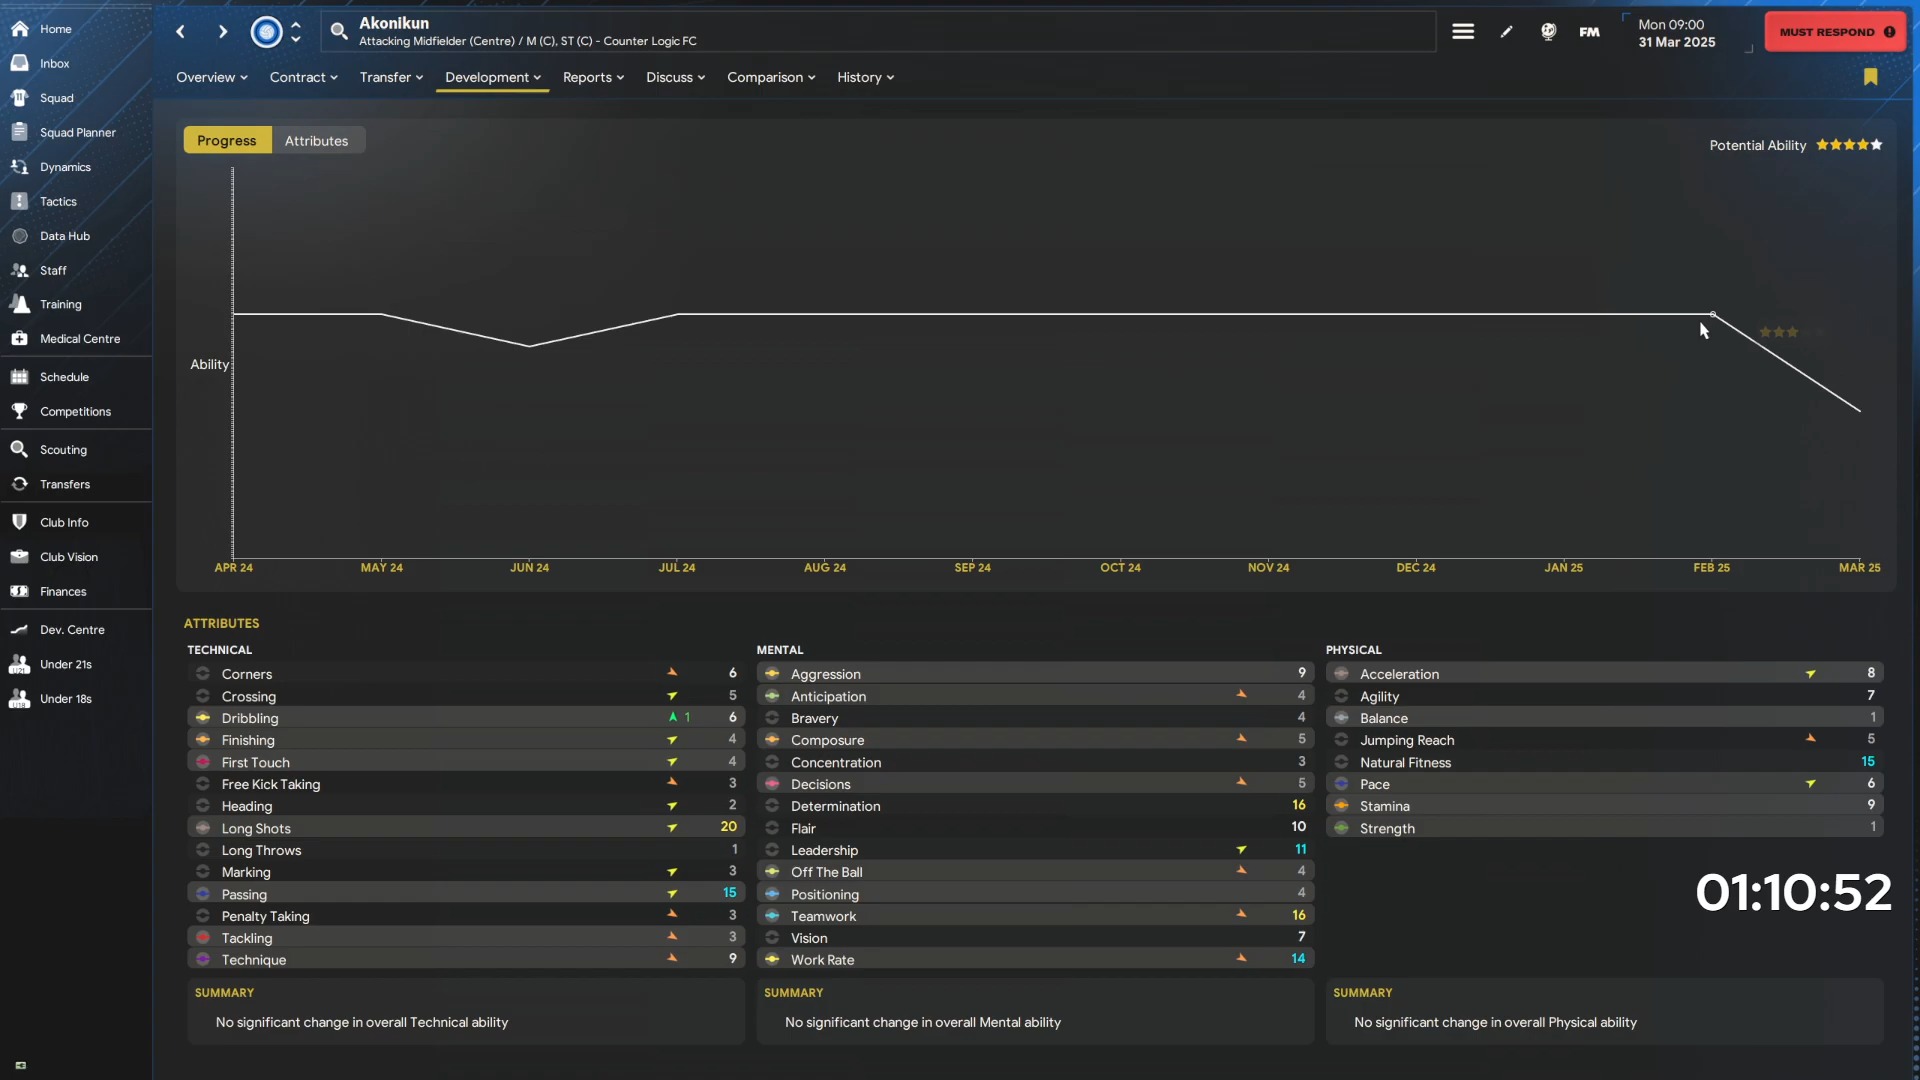 Home
Inbox
Squad
Squad Planner
Dynamics
Tactics
Data Hub
Staff
Training
Medical Centre
Schedule
Competitions
Scouting
Transfers
Club Info
Club Vision
Finances
Dev. Centre
Under 21s
Under 18s
Akonikun
Attacking Midfielder (Centre) / M (C), ST (C) - Counter Logic FC
FM
Mon 09:00
31 Mar 2025
MUST RESPOND
Overview Contract Transfer Development Reports Discuss Comparison History
Progress Attributes
Potential Ability
Ability
APR 24 MAY 24 JUN 24 JUL 24 AUG 24 SEP 24 OCT 24 NOV 24 DEC 24 JAN 25 FEB 25 MAR 25
ATTRIBUTES
TECHNICAL
Corners 6
Crossing 5
Dribbling 1 6
Finishing 4
First Touch 4
Free Kick Taking 3
Heading 2
Long Shots 20
Long Throws 1
Marking 3
Passing 15
Penalty Taking 3
Tackling 3
Technique 9
SUMMARY
No significant change in overall Technical ability
MENTAL
Aggression 9
Anticipation 4
Bravery 4
Composure 5
Concentration 3
Decisions 5
Determination 16
Flair 10
Leadership 11
Off The Ball 4
Positioning 4
Teamwork 16
Vision 7
Work Rate 14
SUMMARY
No significant change in overall Mental ability
PHYSICAL
Acceleration 8
Agility 7
Balance 1
Jumping Reach 5
Natural Fitness 15
Pace 6
Stamina 9
Strength 1
01:10:52
SUMMARY
No significant change in overall Physical ability